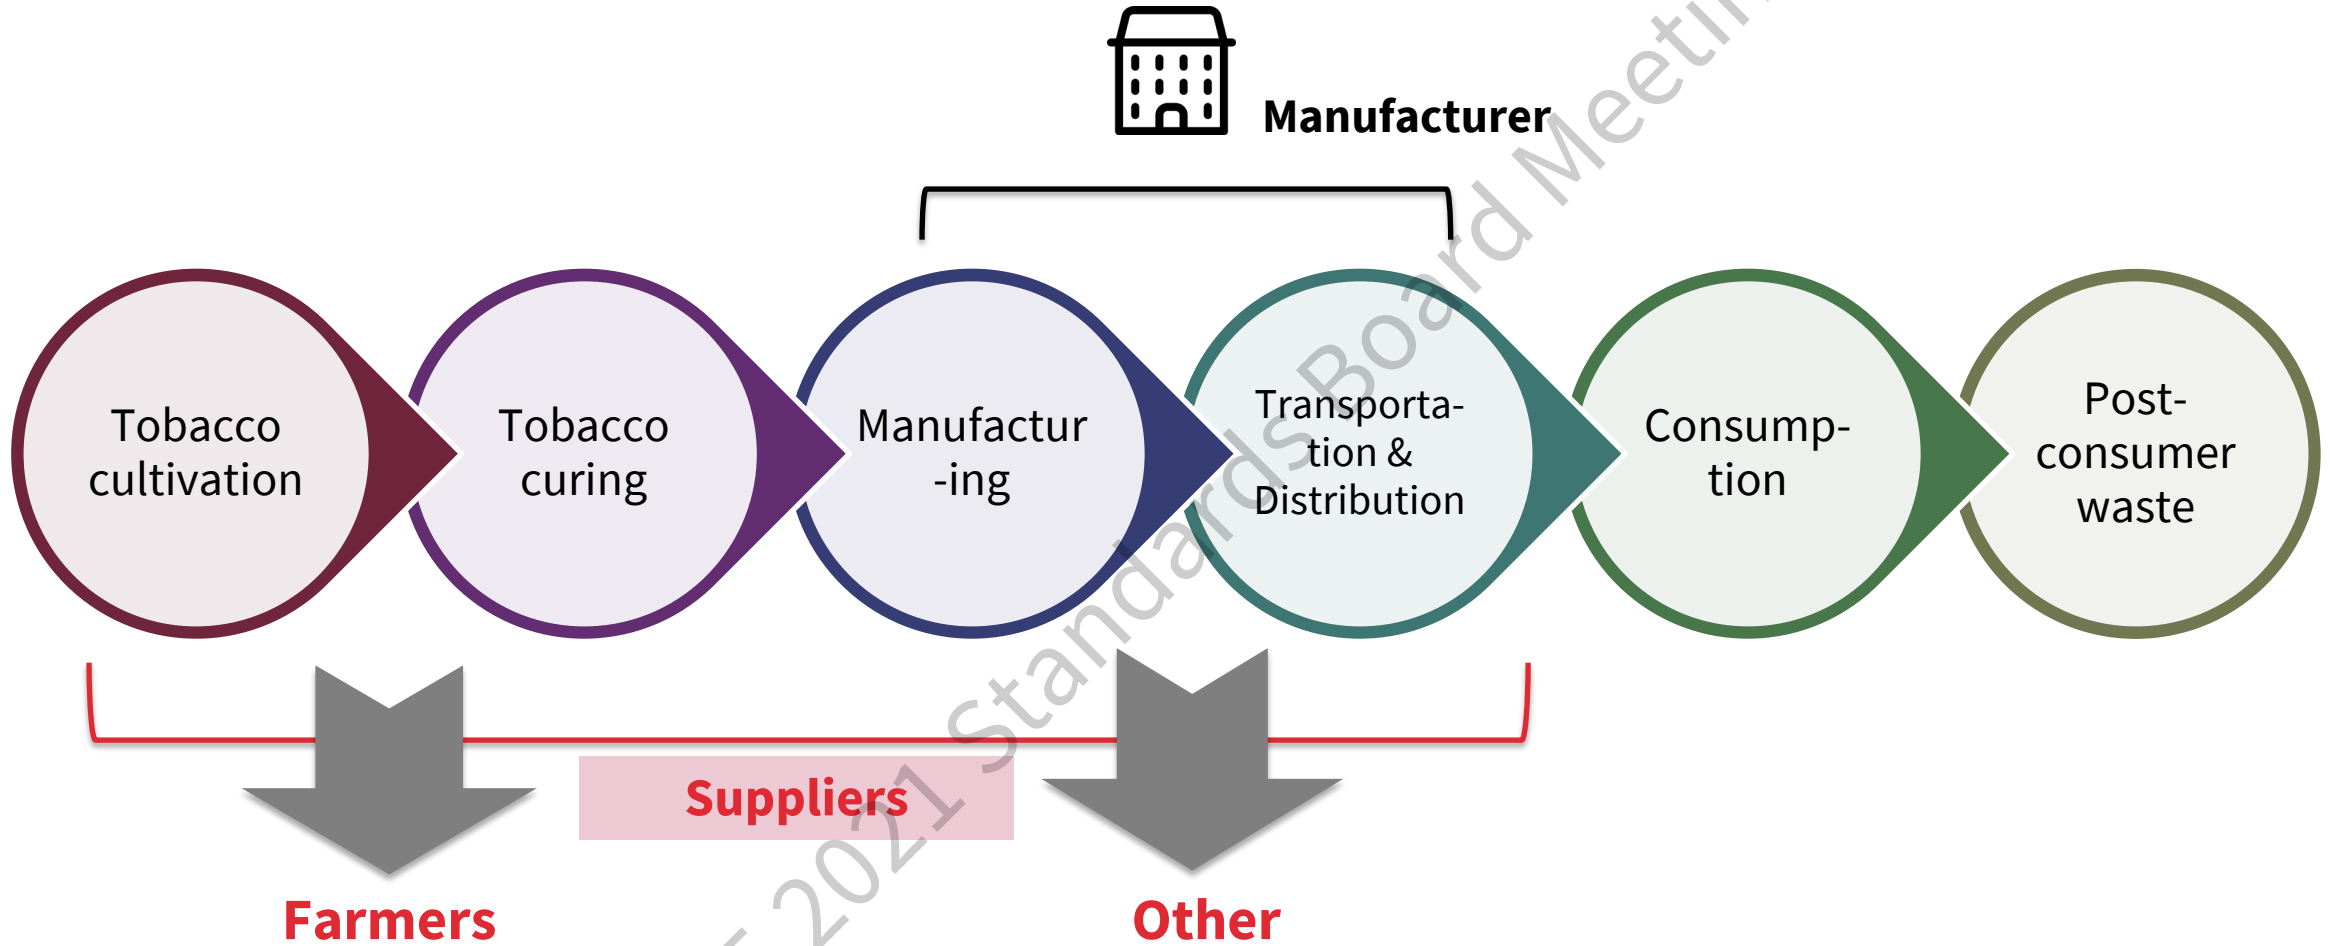 Manufacturer
Tobacco
cultivation
Tobacco
curing
Manufactur
-ing
Transporta-
tion &
Distribution
Consump-
tion
Post-
consumer
waste
Suppliers
Farmers
Other
2021 Standards Board